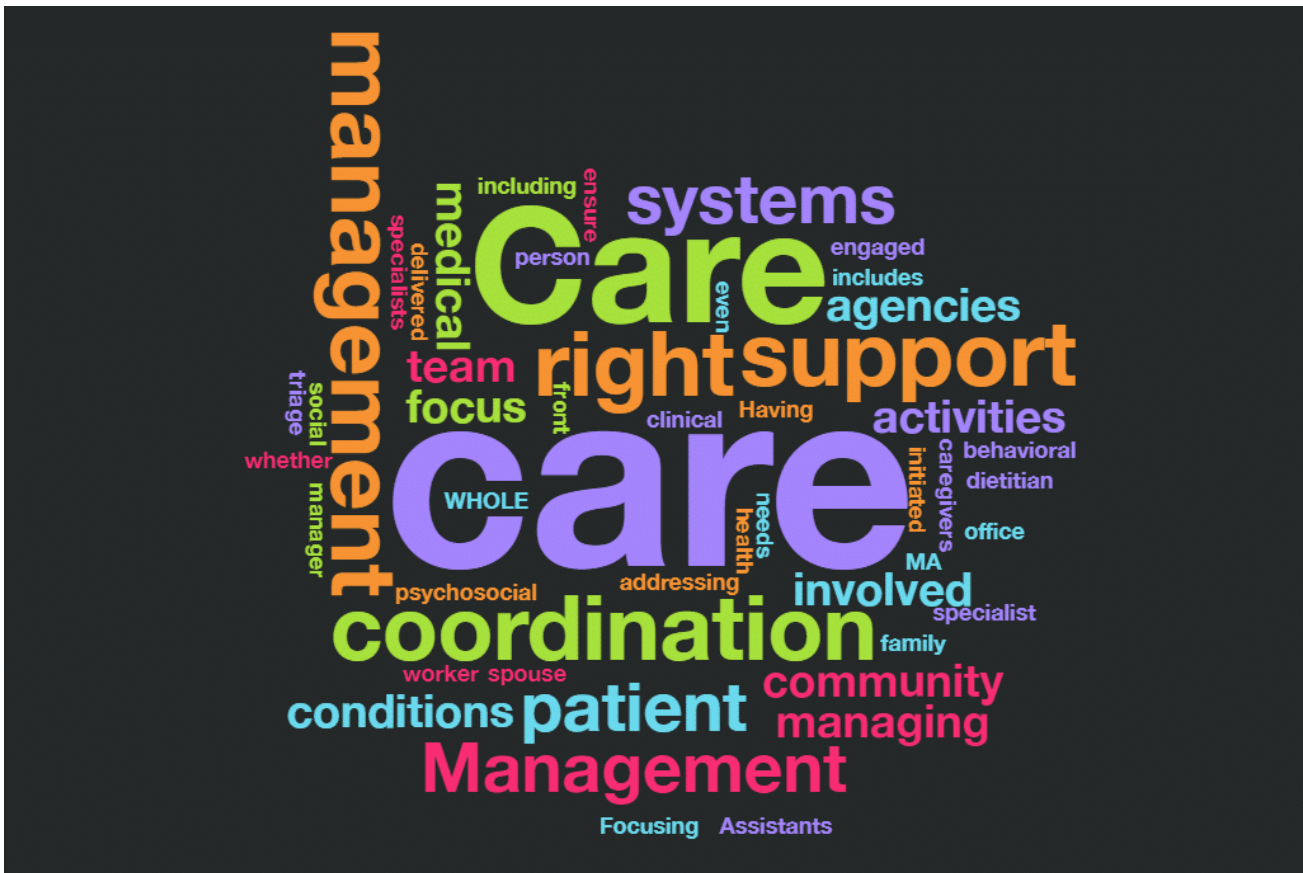 management
including
ensure
systems
medical
Care
person
engaged
specialists
delivered
even
includes
agencies
team
right
support
triage
social
focus
front
clinical
Having
activities
whether
care
behavioral
initiated
caregivers
dietitian
manager
WHOLE
needs
health
office
MA
psychosocial
addressing
involved
specialist
coordination
family
worker
spouse
community
conditions
patient
managing
Management
Focusing
Assistants